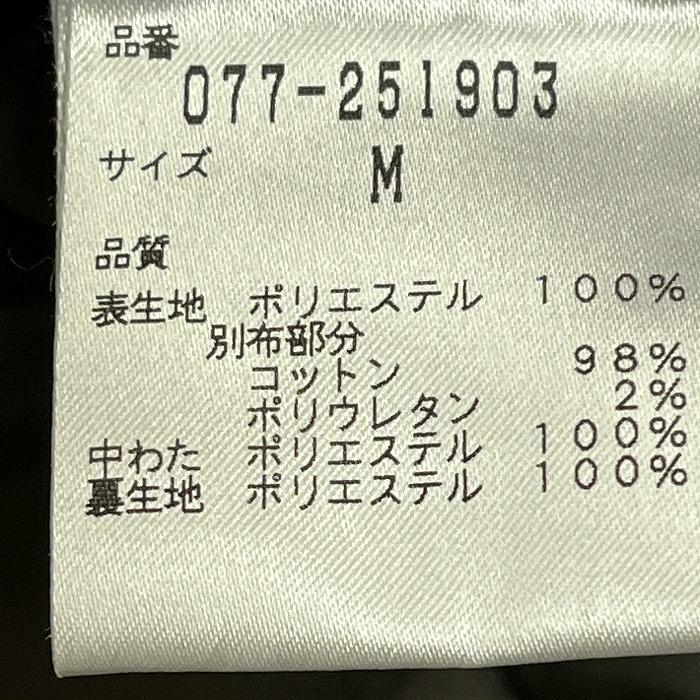 品番
077-251903
サイズ M
品質
表生地 ポリエステル 100%
別布部分
コットン 98%
ポリウレタン 2%
中わた ポリエステル 100%
裏生地 ポリエステル 100%